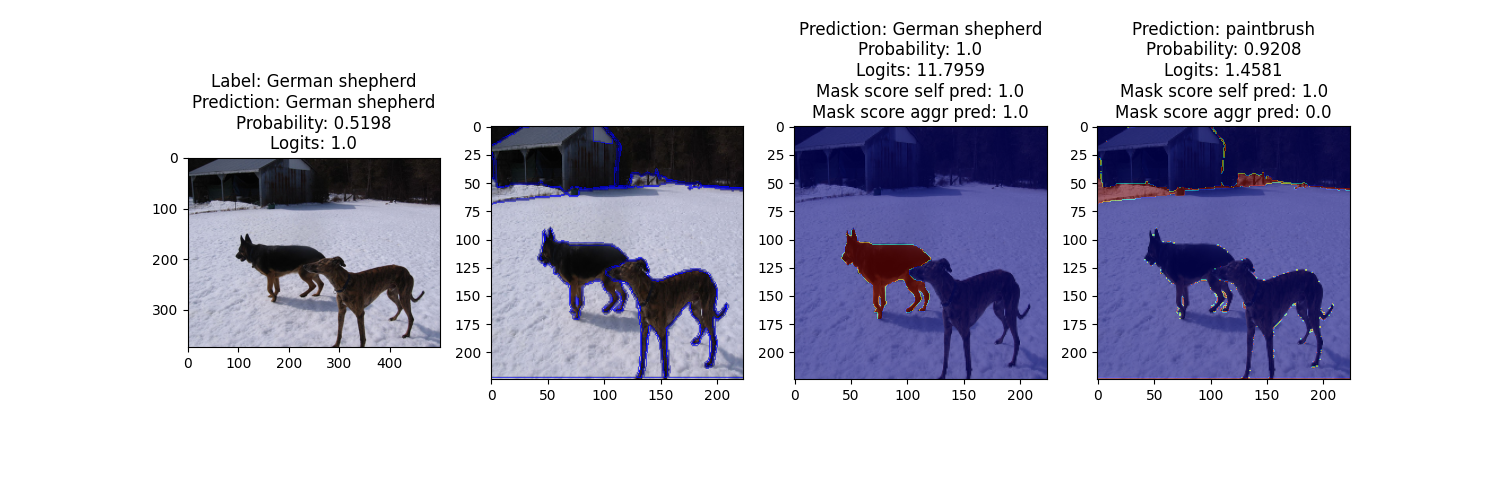 Label: German shepherd
Prediction: German shepherd
Probability: 0.5198
Logits: 1.0
0
100
200
300
0 100 200 300 400
0
25
50
75
100
125
150
175
200
0 50 100 150 200
Prediction: German shepherd
Probability: 1.0
Logits: 11.7959
Mask score self pred: 1.0
Mask score aggr pred: 1.0
0
25
50
75
100
125
150
175
200
0 50 100 150 200
Prediction: paintbrush
Probability: 0.9208
Logits: 1.4581
Mask score self pred: 1.0
Mask score aggr pred: 0.0
0
25
50
75
100
125
150
175
200
0 50 100 150 200